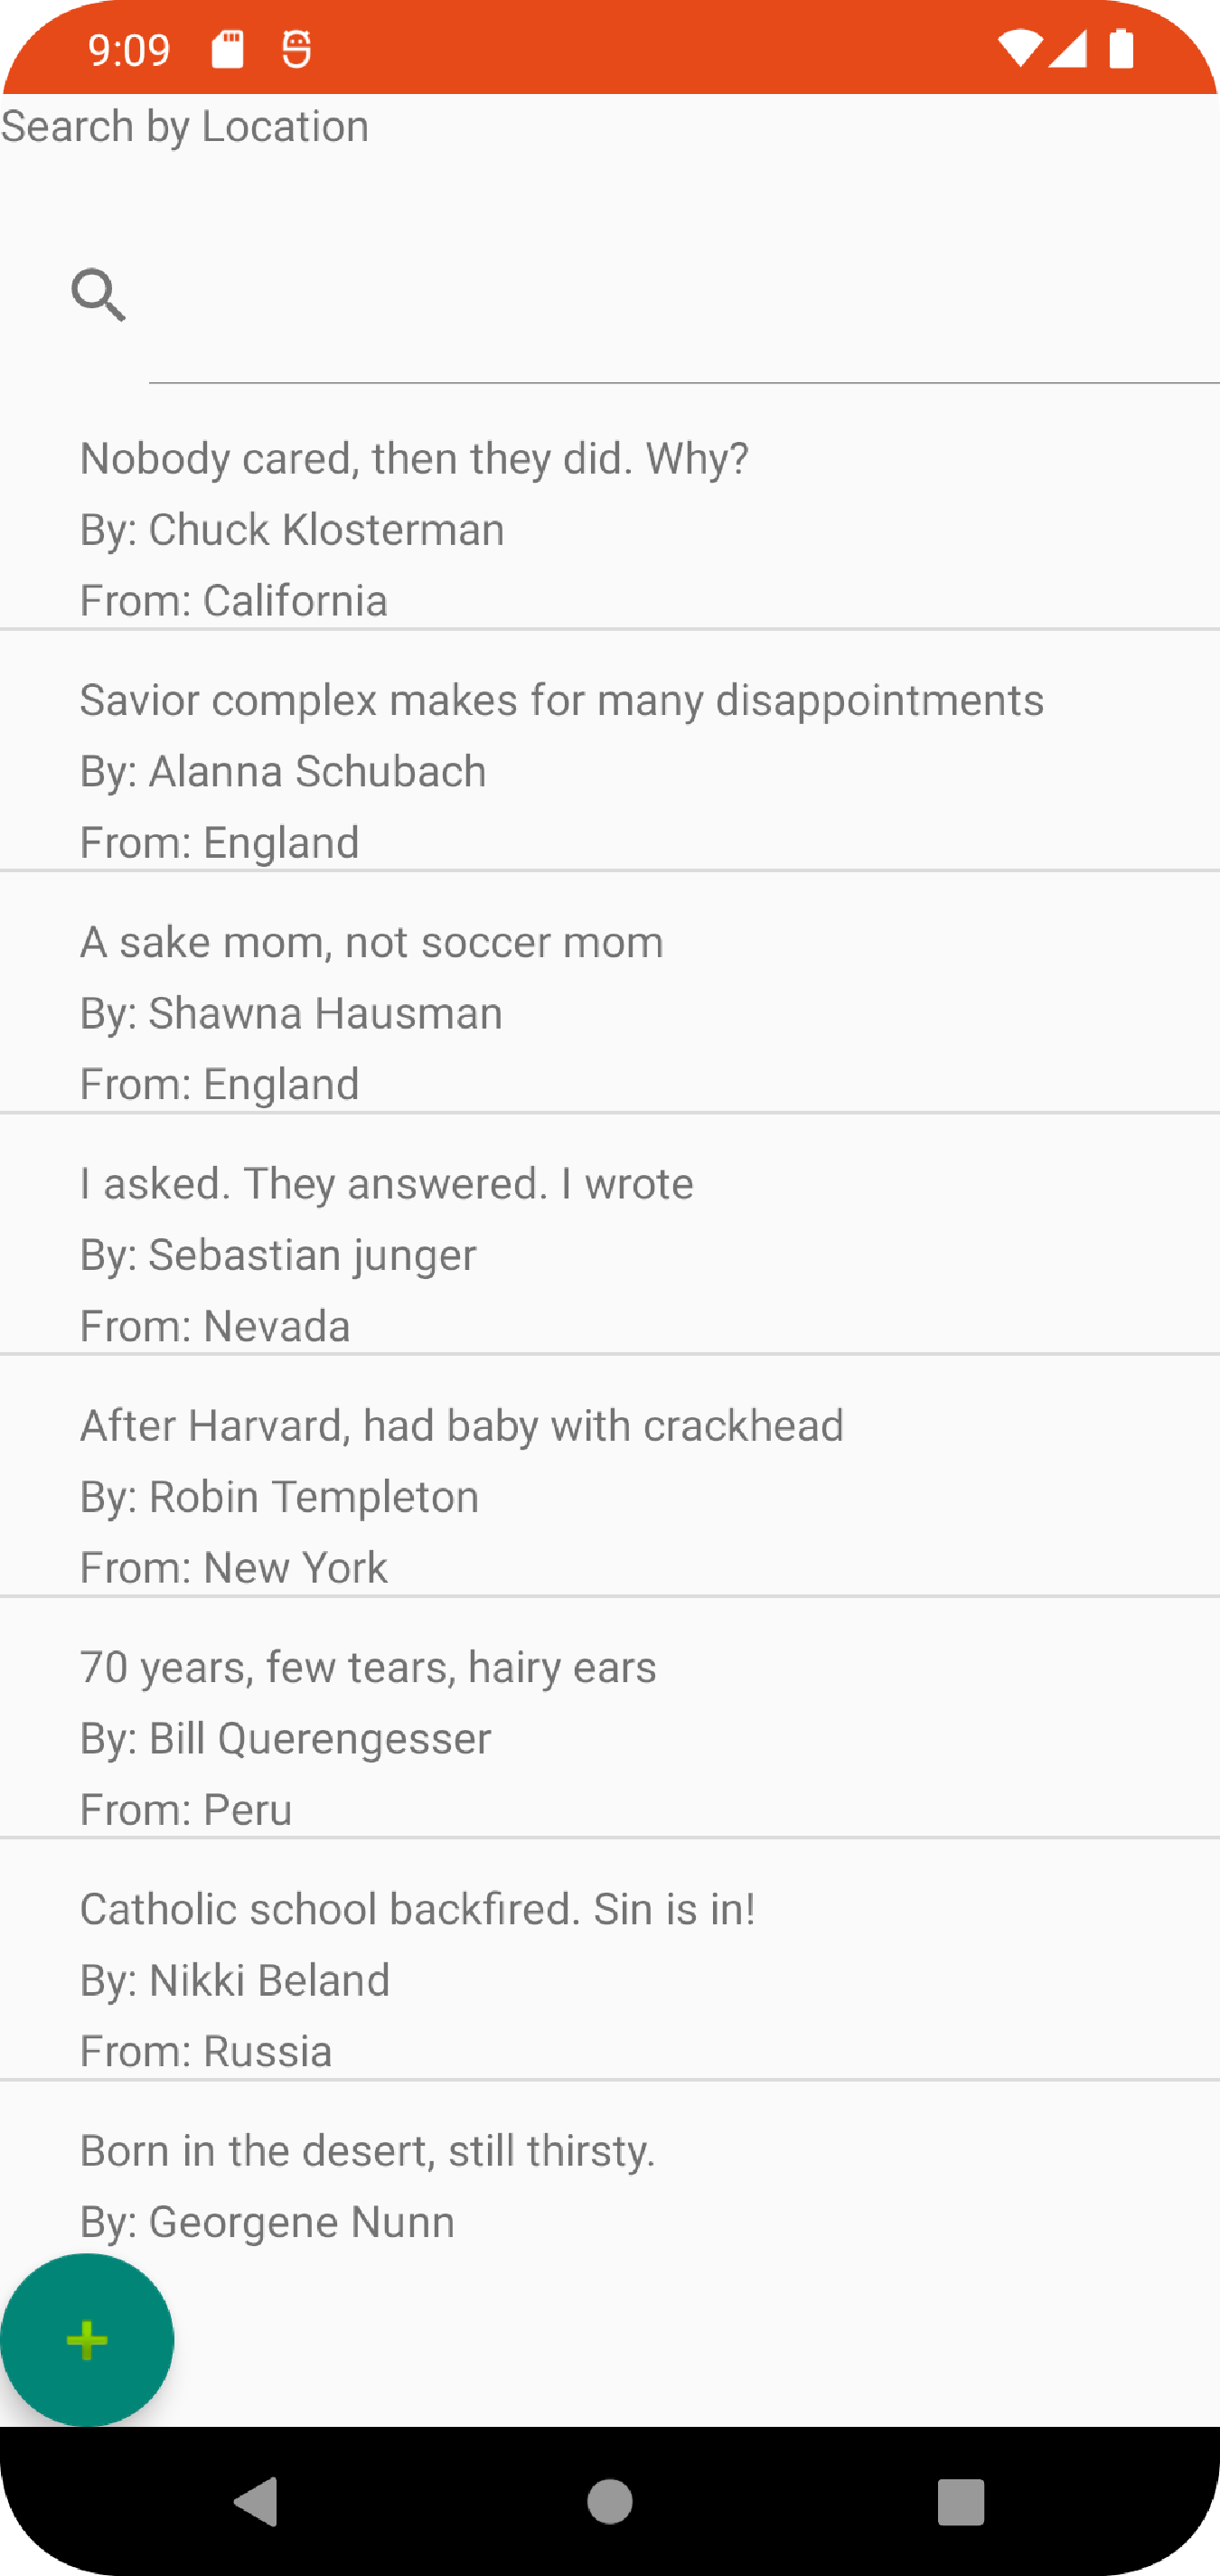 9:09
Search by Location
Nobody cared, then they did. Why?
By: Chuck Klosterman
From: California
Savior complex makes for many disappointments
By: Alanna Schubach
From: England
A sake mom, not soccer mom
By: Shawna Hausman
From: England
I asked. They answered. I wrote
By: Sebastian junger
From: Nevada
After Harvard, had baby with crackhead
By: Robin Templeton
From: New York
70 years, few tears, hairy ears
By: Bill Querengesser
From: Peru
Catholic school backfired. Sin is in!
By: Nikki Beland
From: Russia
Born in the desert, still thirsty.
By: Georgene Nunn